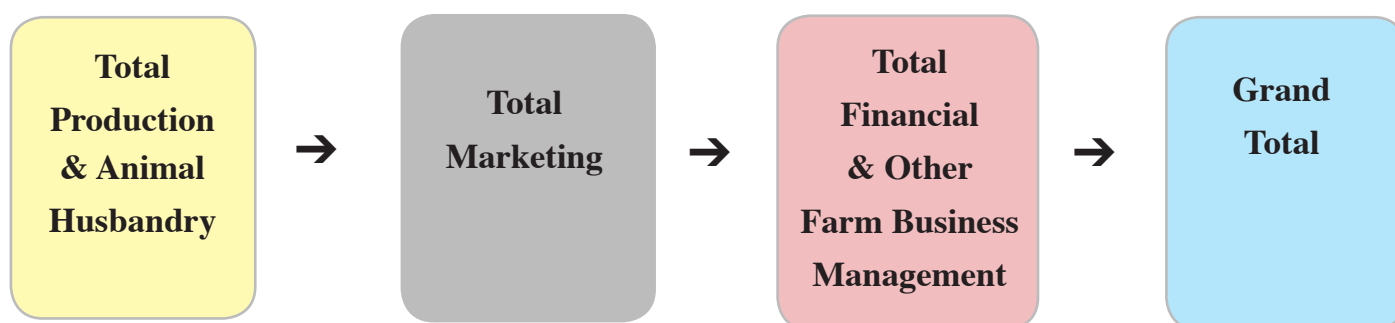 Total
Production
& Animal
Husbandry
➔
Total
Marketing
➔
Total
Financial
& Other
Farm Business
Management
➔
Grand
Total